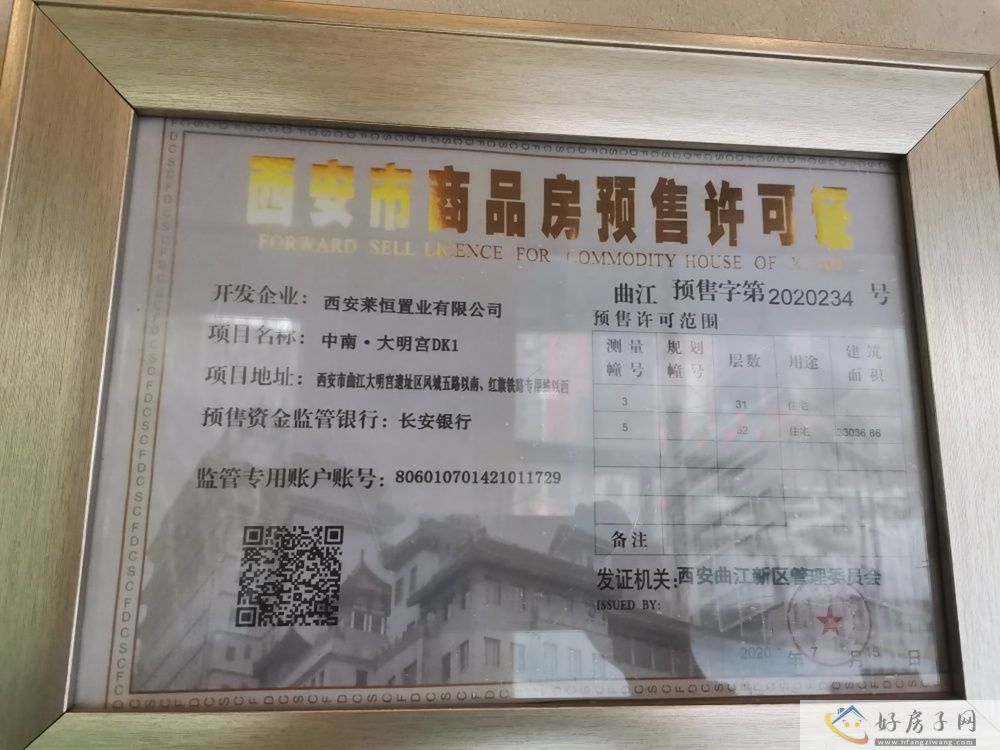 西安市商品房预售许可证
FORWARD SELL LICENCE FOR COMMODITY HOUSE OF
曲江 预售字第2020234 号
开发企业：西安莱恒置业有限公司
项目名称：中南·大明宫DK1
项目地址：西安市曲江大明宫遗址区凤城五路以南、红旗铁路专用线以西
预售资金监管银行：长安银行
监管专用账户账号：806010701421011729
预售许可范围
测量幢号 规划幢号 层数 用途 建筑面积
3 31 住宅
5 32 住宅 23036.86
备注
发证机关：西安曲江新区管理委员会
ISSUED BY:
2020 年 7 月 15 日
好房子网
www.hfangziwang.com